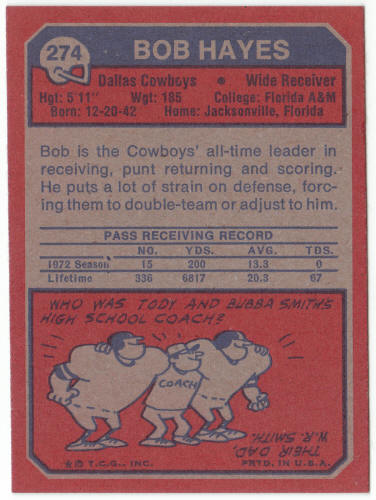 274
BOB HAYES
Dallas Cowboys • Wide Receiver
Hgt: 5'11" Wgt: 185 College: Florida A&M
Born: 12-20-42 Home: Jacksonville, Florida
Bob is the Cowboys' all-time leader in
receiving, punt returning and scoring.
He puts a lot of strain on defense, forc-
ing them to double-team or adjust to him.
PASS RECEIVING RECORD
NO. YDS. AVG. TDS.
1972 Season 15 200 13.3 0
Lifetime 336 6817 20.3 67
WHO WAS TODY AND BUBBA SMITH'S
HIGH SCHOOL COACH?
COACH
THEIR DAD,
W.R. SMITH.
© T.C.G., INC. PRTD. IN U.S.A.